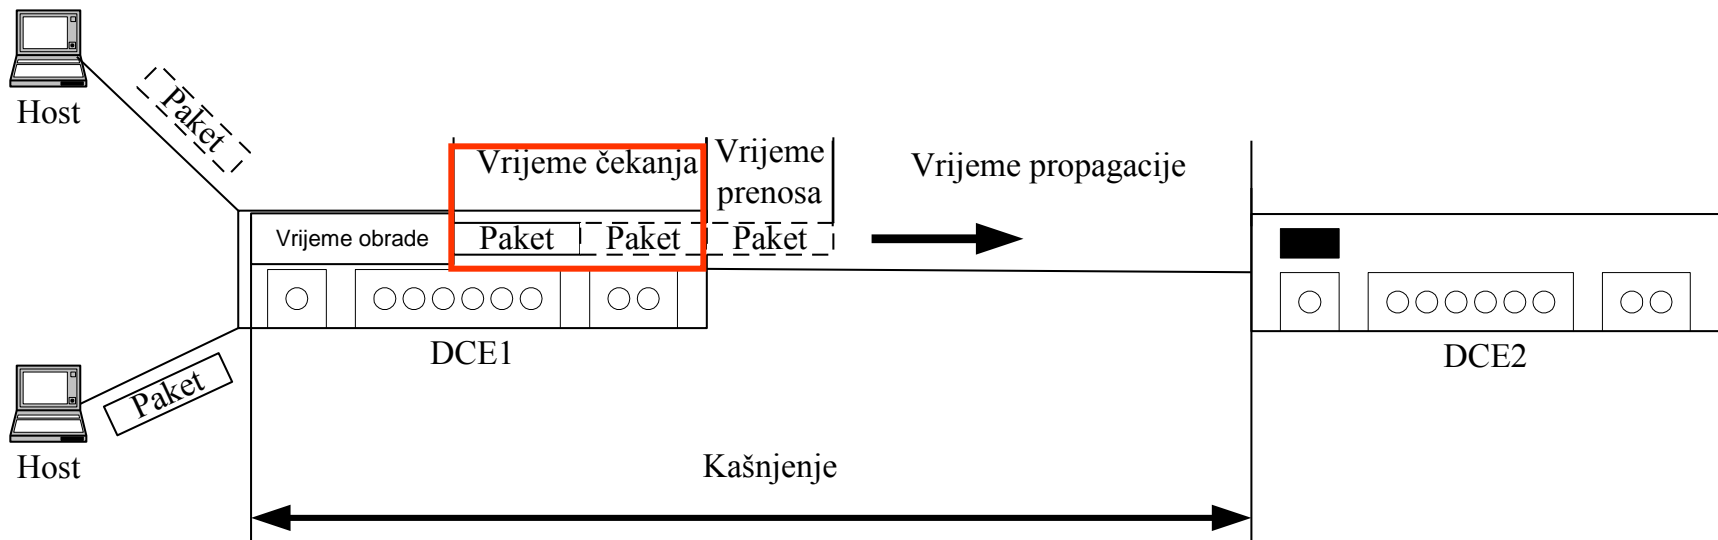 Host
Paket
Vrijeme čekanja
Vrijeme
prenosa
Vrijeme propagacije
Vrijeme obrade
Paket
Paket
Paket
DCE1
DCE2
Paket
Host
Kašnjenje